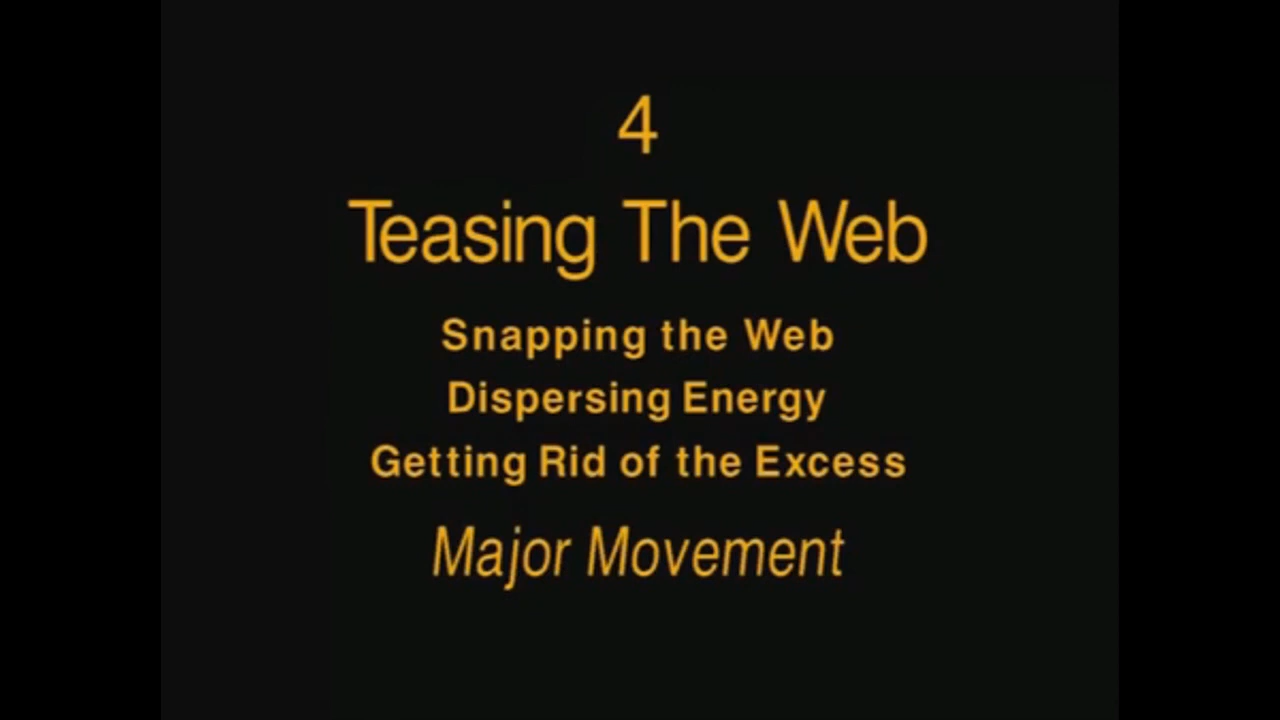 4
Teasing The Web
Snapping the Web
Dispersing Energy
Getting Rid of the Excess
Major Movement